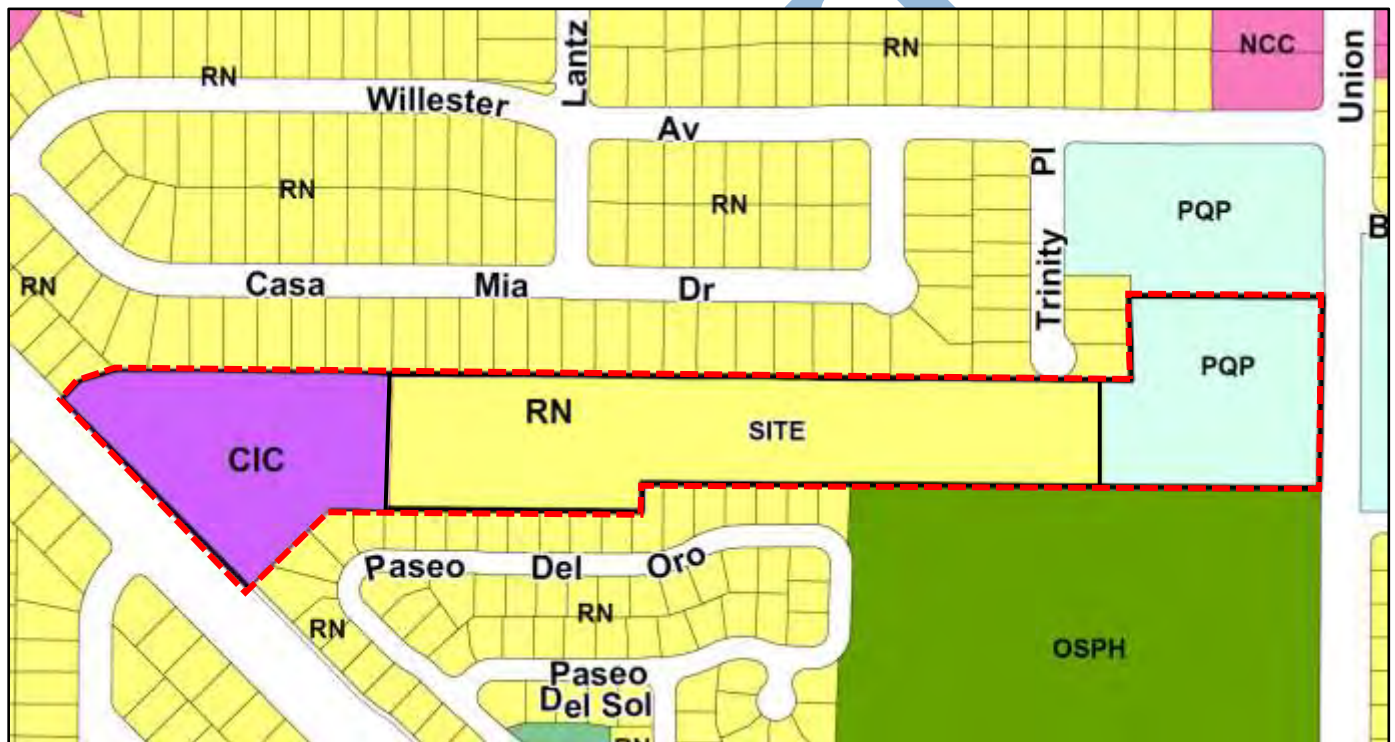 Lantz
RN
NCC
Union
RN
Willester
Av
Pl
RN
RN
PQP
B
Trinity
RN
Casa
Mia
Dr
PQP
RN
SITE
CIC
Paseo
Del
Oro
RN
RN
OSPH
Paseo
Del Sol
RN